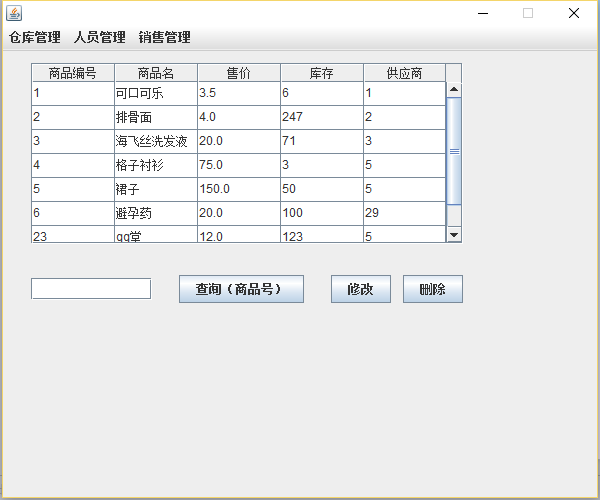 仓库管理 人员管理 销售管理
商品编号 商品名 售价 库存 供应商
1 可口可乐 3.5 6 1
2 排骨面 4.0 247 2
3 海飞丝洗发液 20.0 71 3
4 格子衬衫 75.0 3 5
5 裙子 150.0 50 5
6 避孕药 20.0 100 29
23 qq堂 12.0 123 5
查询（商品号） 修改 删除